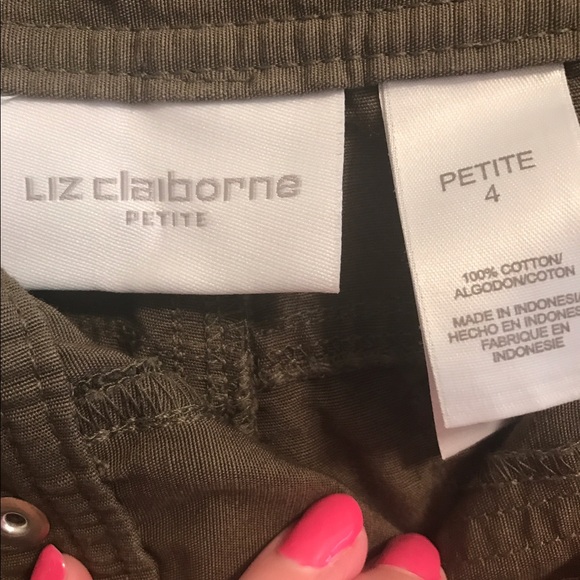 Liz claiborne
PETITE
PETITE
4
100% COTTON/
ALGODON/COTON
MADE IN INDONESIA
HECHO EN INDONES
FABRIQUE EN
INDONESIE